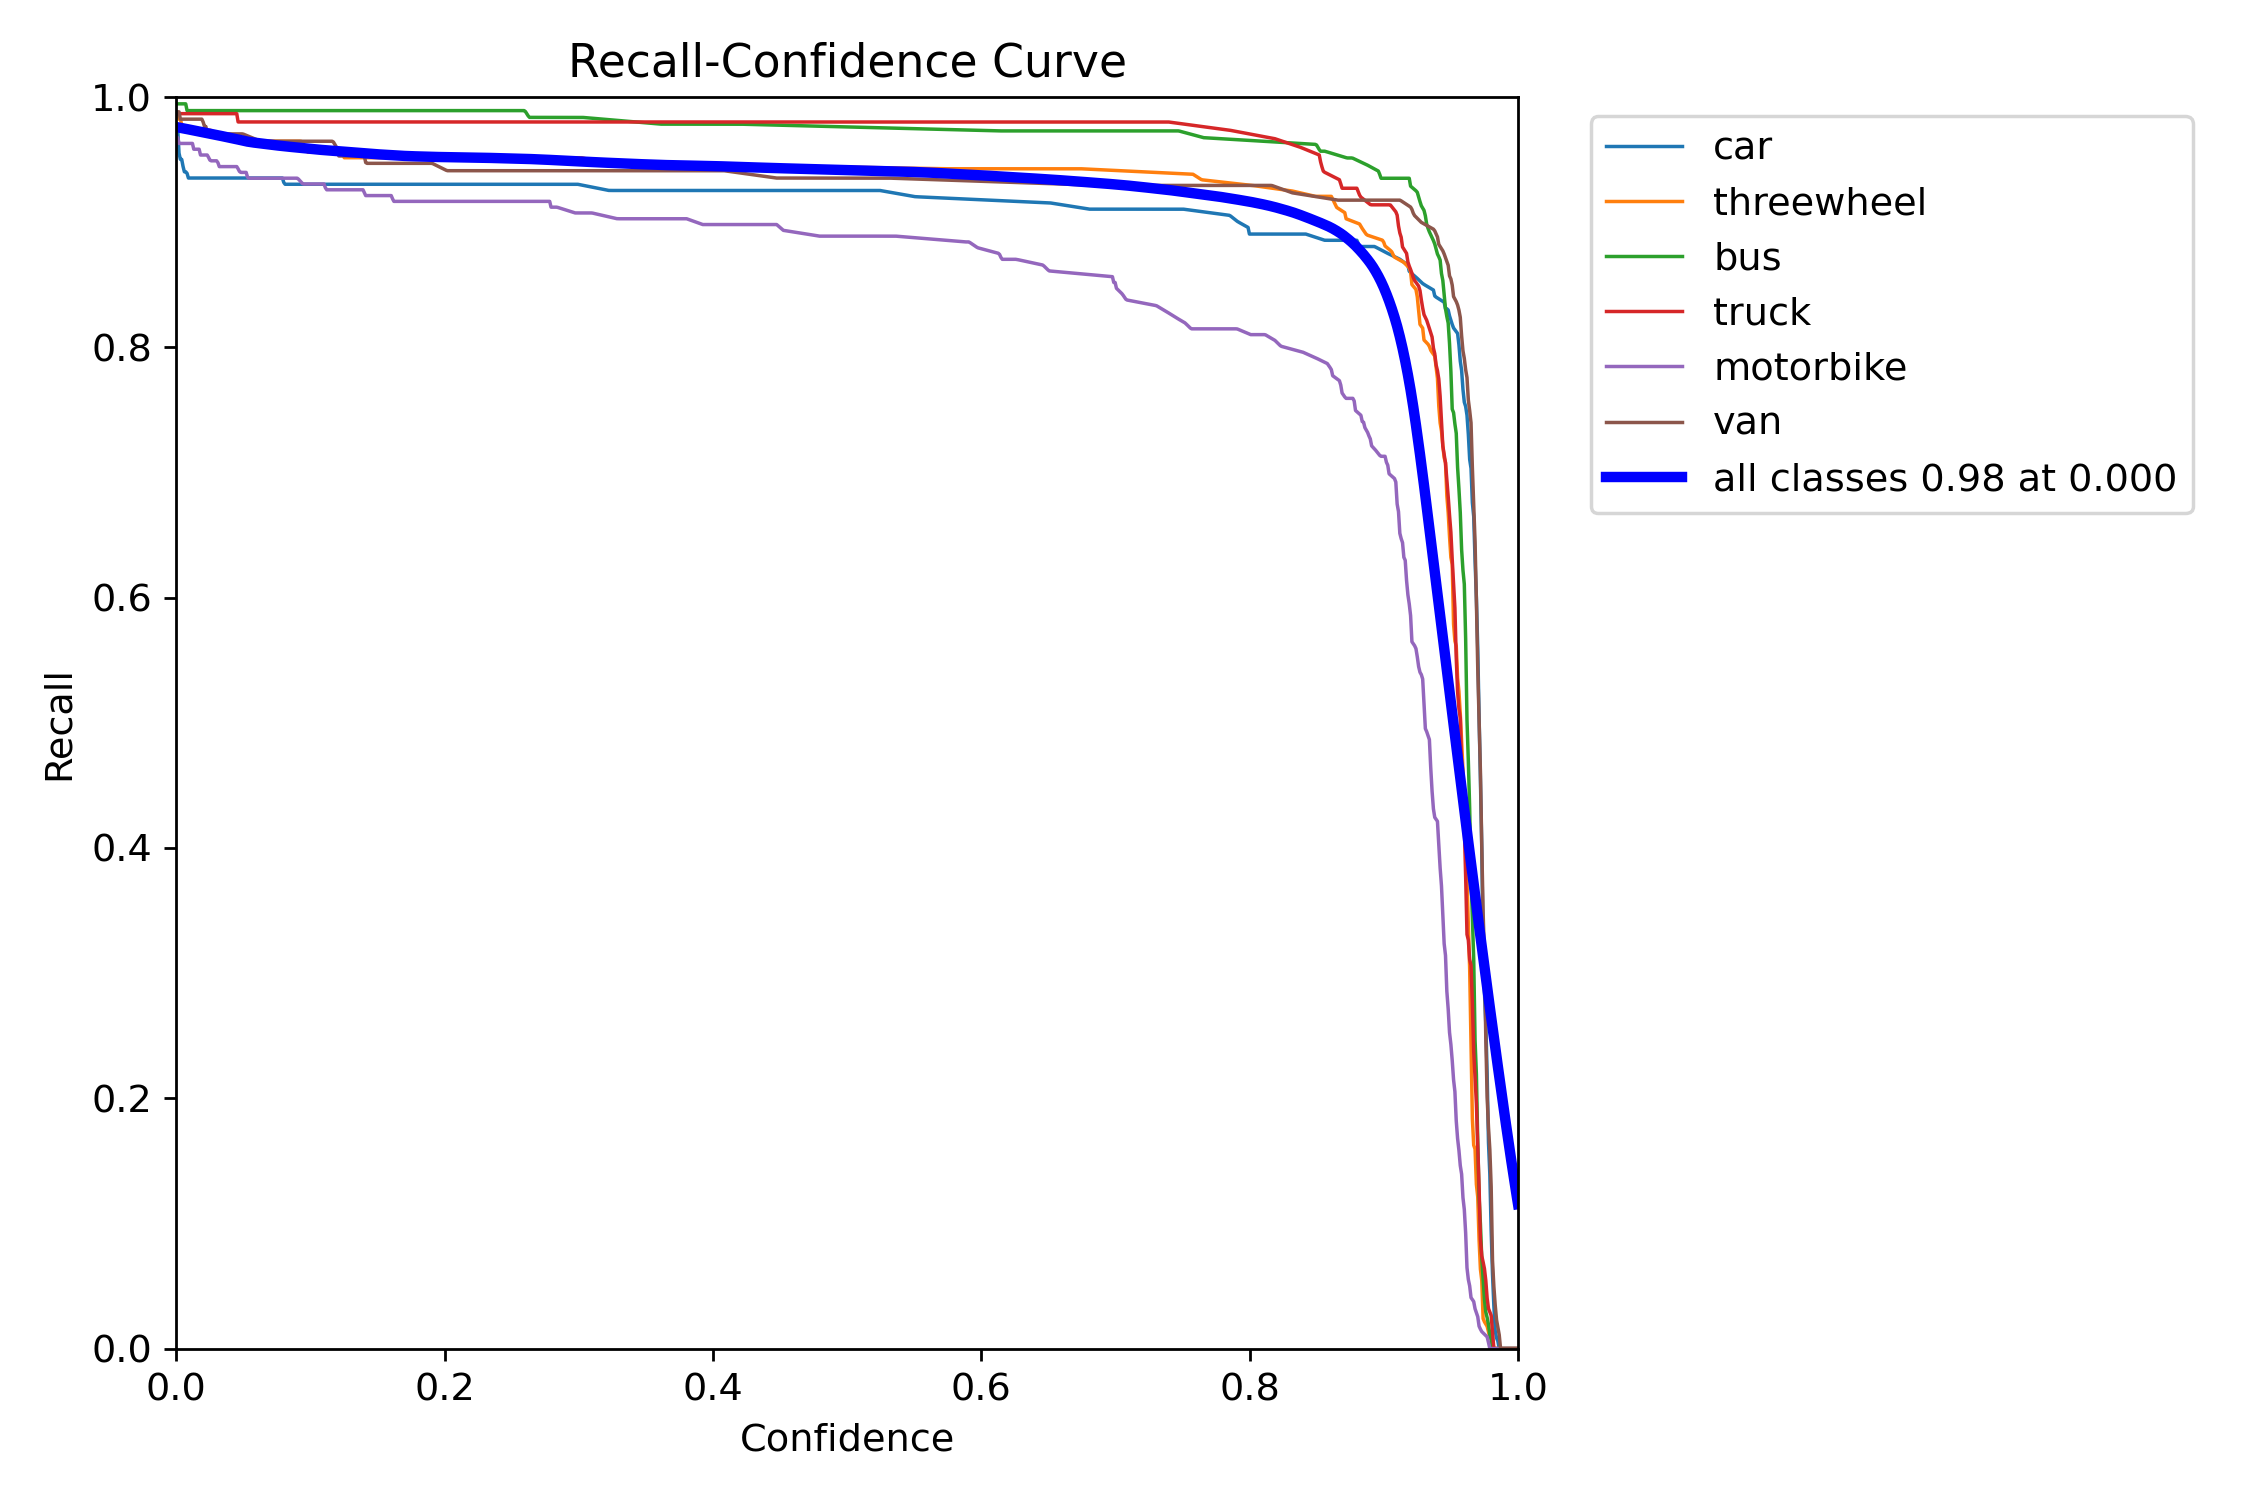 Recall-Confidence Curve
1.0
0.8
0.6
0.4
0.2
0.0
Recall
0.0 0.2 0.4 0.6 0.8 1.0
Confidence
car
threewheel
bus
truck
motorbike
van
all classes 0.98 at 0.000